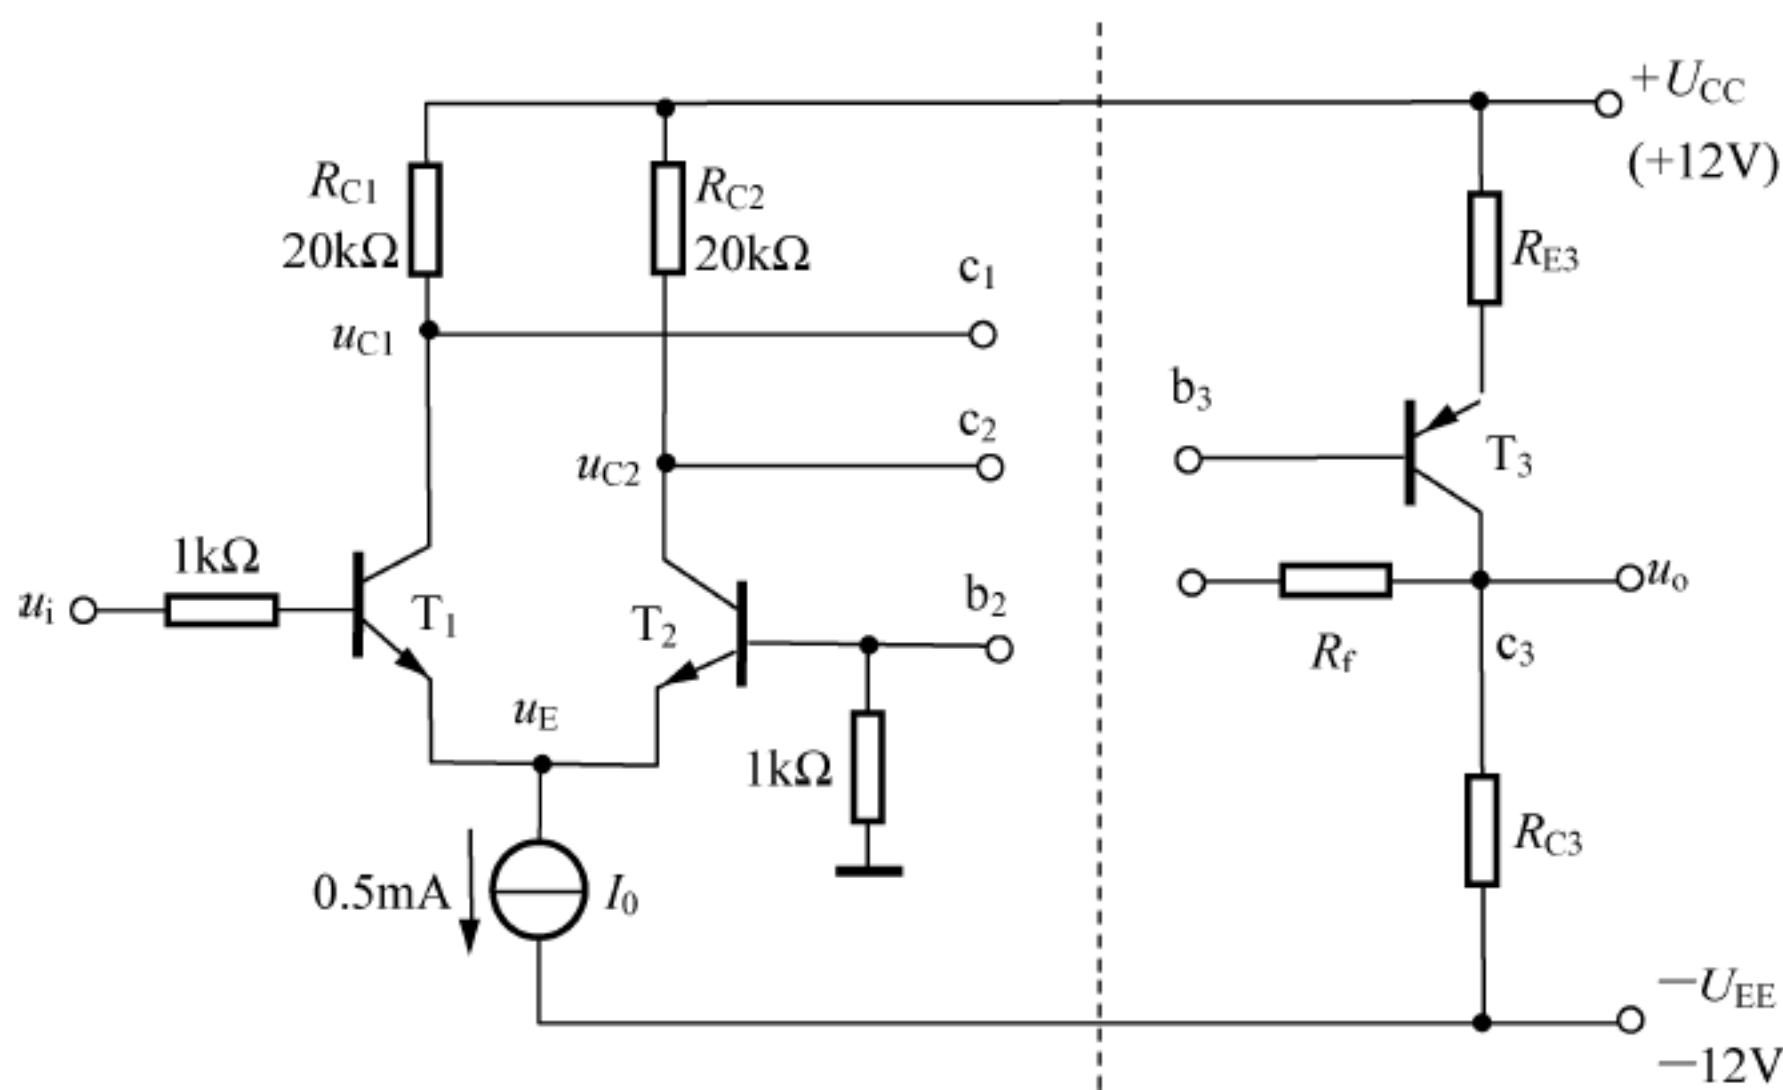 +U_CC
(+12V)
R_C1
20kΩ
R_C2
20kΩ
R_E3
c_1
u_C1
c_2
b_3
u_C2
T_3
1kΩ
u_i
T_1
T_2
b_2
R_f
c_3
u_o
u_E
1kΩ
R_C3
0.5mA
I_0
−U_EE
−12V